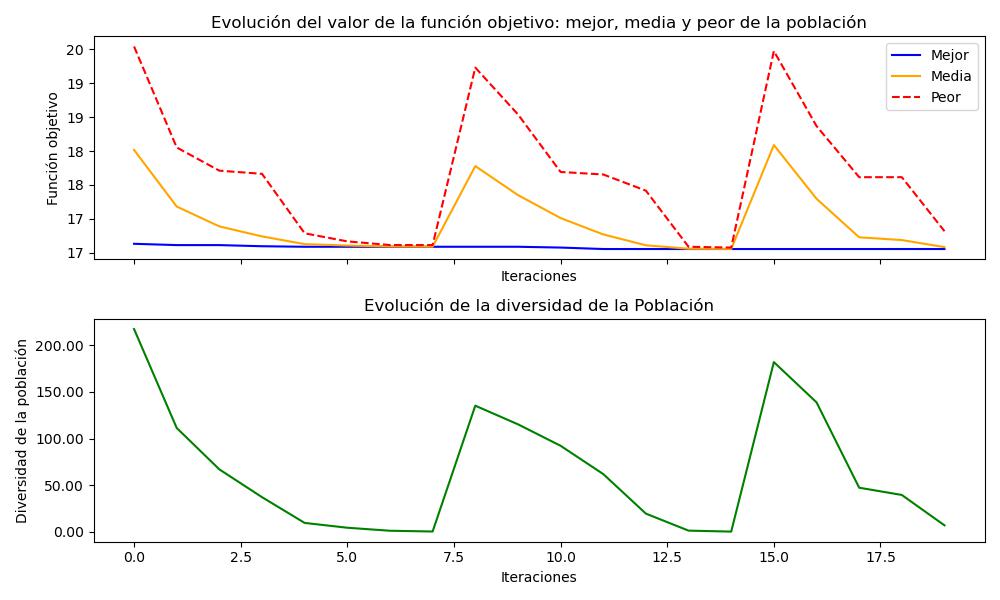 Evolución del valor de la función objetivo: mejor, media y peor de la población
Función objetivo
20
19
19
18
18
17
17
Mejor
Media
Peor
Iteraciones
Evolución de la diversidad de la Población
Diversidad de la población
200.00
150.00
100.00
50.00
0.00
0.0 2.5 5.0 7.5 10.0 12.5 15.0 17.5
Iteraciones